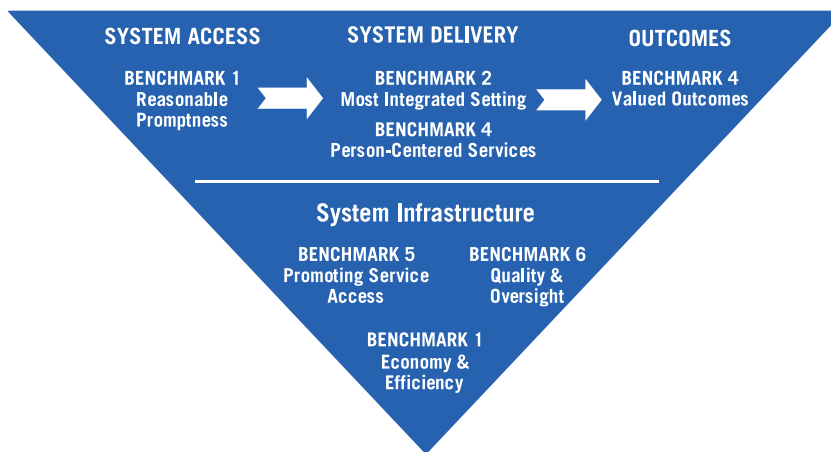 SYSTEM ACCESS
BENCHMARK 1
Reasonable
Promptness
SYSTEM DELIVERY
BENCHMARK 2
Most Integrated Setting
BENCHMARK 4
Person-Centered Services
OUTCOMES
BENCHMARK 4
Valued Outcomes
System Infrastructure
BENCHMARK 5
Promoting Service
Access
BENCHMARK 6
Quality &
Oversight
BENCHMARK 1
Economy &
Efficiency